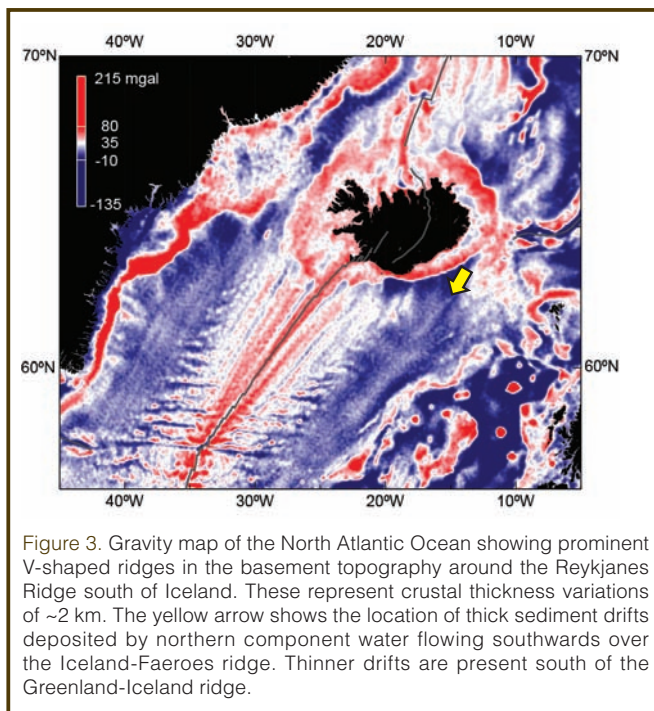 40ºW 30ºW 20ºW 10ºW
70ºN 70ºN
215 mgal
80
35
-10
-135
60ºN 60ºN
40ºW 30ºW 20ºW 10ºW
Figure 3. Gravity map of the North Atlantic Ocean showing prominent
V-shaped ridges in the basement topography around the Reykjanes
Ridge south of Iceland. These represent crustal thickness variations
of ~2 km. The yellow arrow shows the location of thick sediment drifts
deposited by northern component water flowing southwards over
the Iceland-Faeroes ridge. Thinner drifts are present south of the
Greenland-Iceland ridge.